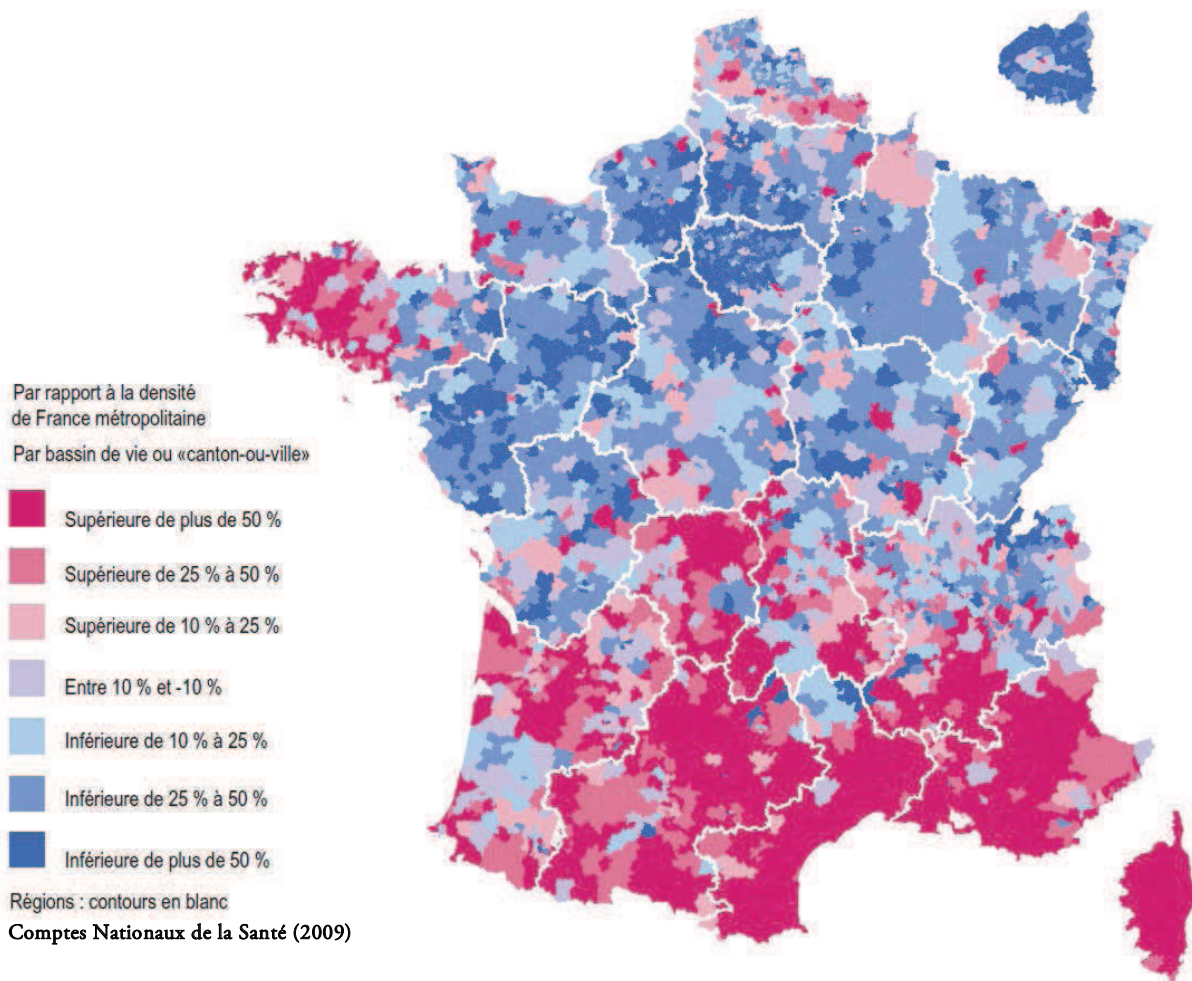 Par rapport à la densité
de France métropolitaine
Par bassin de vie ou «canton-ou-ville»
Supérieure de plus de 50 %
Supérieure de 25 % à 50 %
Supérieure de 10 % à 25 %
Entre 10 % et -10 %
Inférieure de 10 % à 25 %
Inférieure de 25 % à 50 %
Inférieure de plus de 50 %
Régions : contours en blanc
Comptes Nationaux de la Santé (2009)